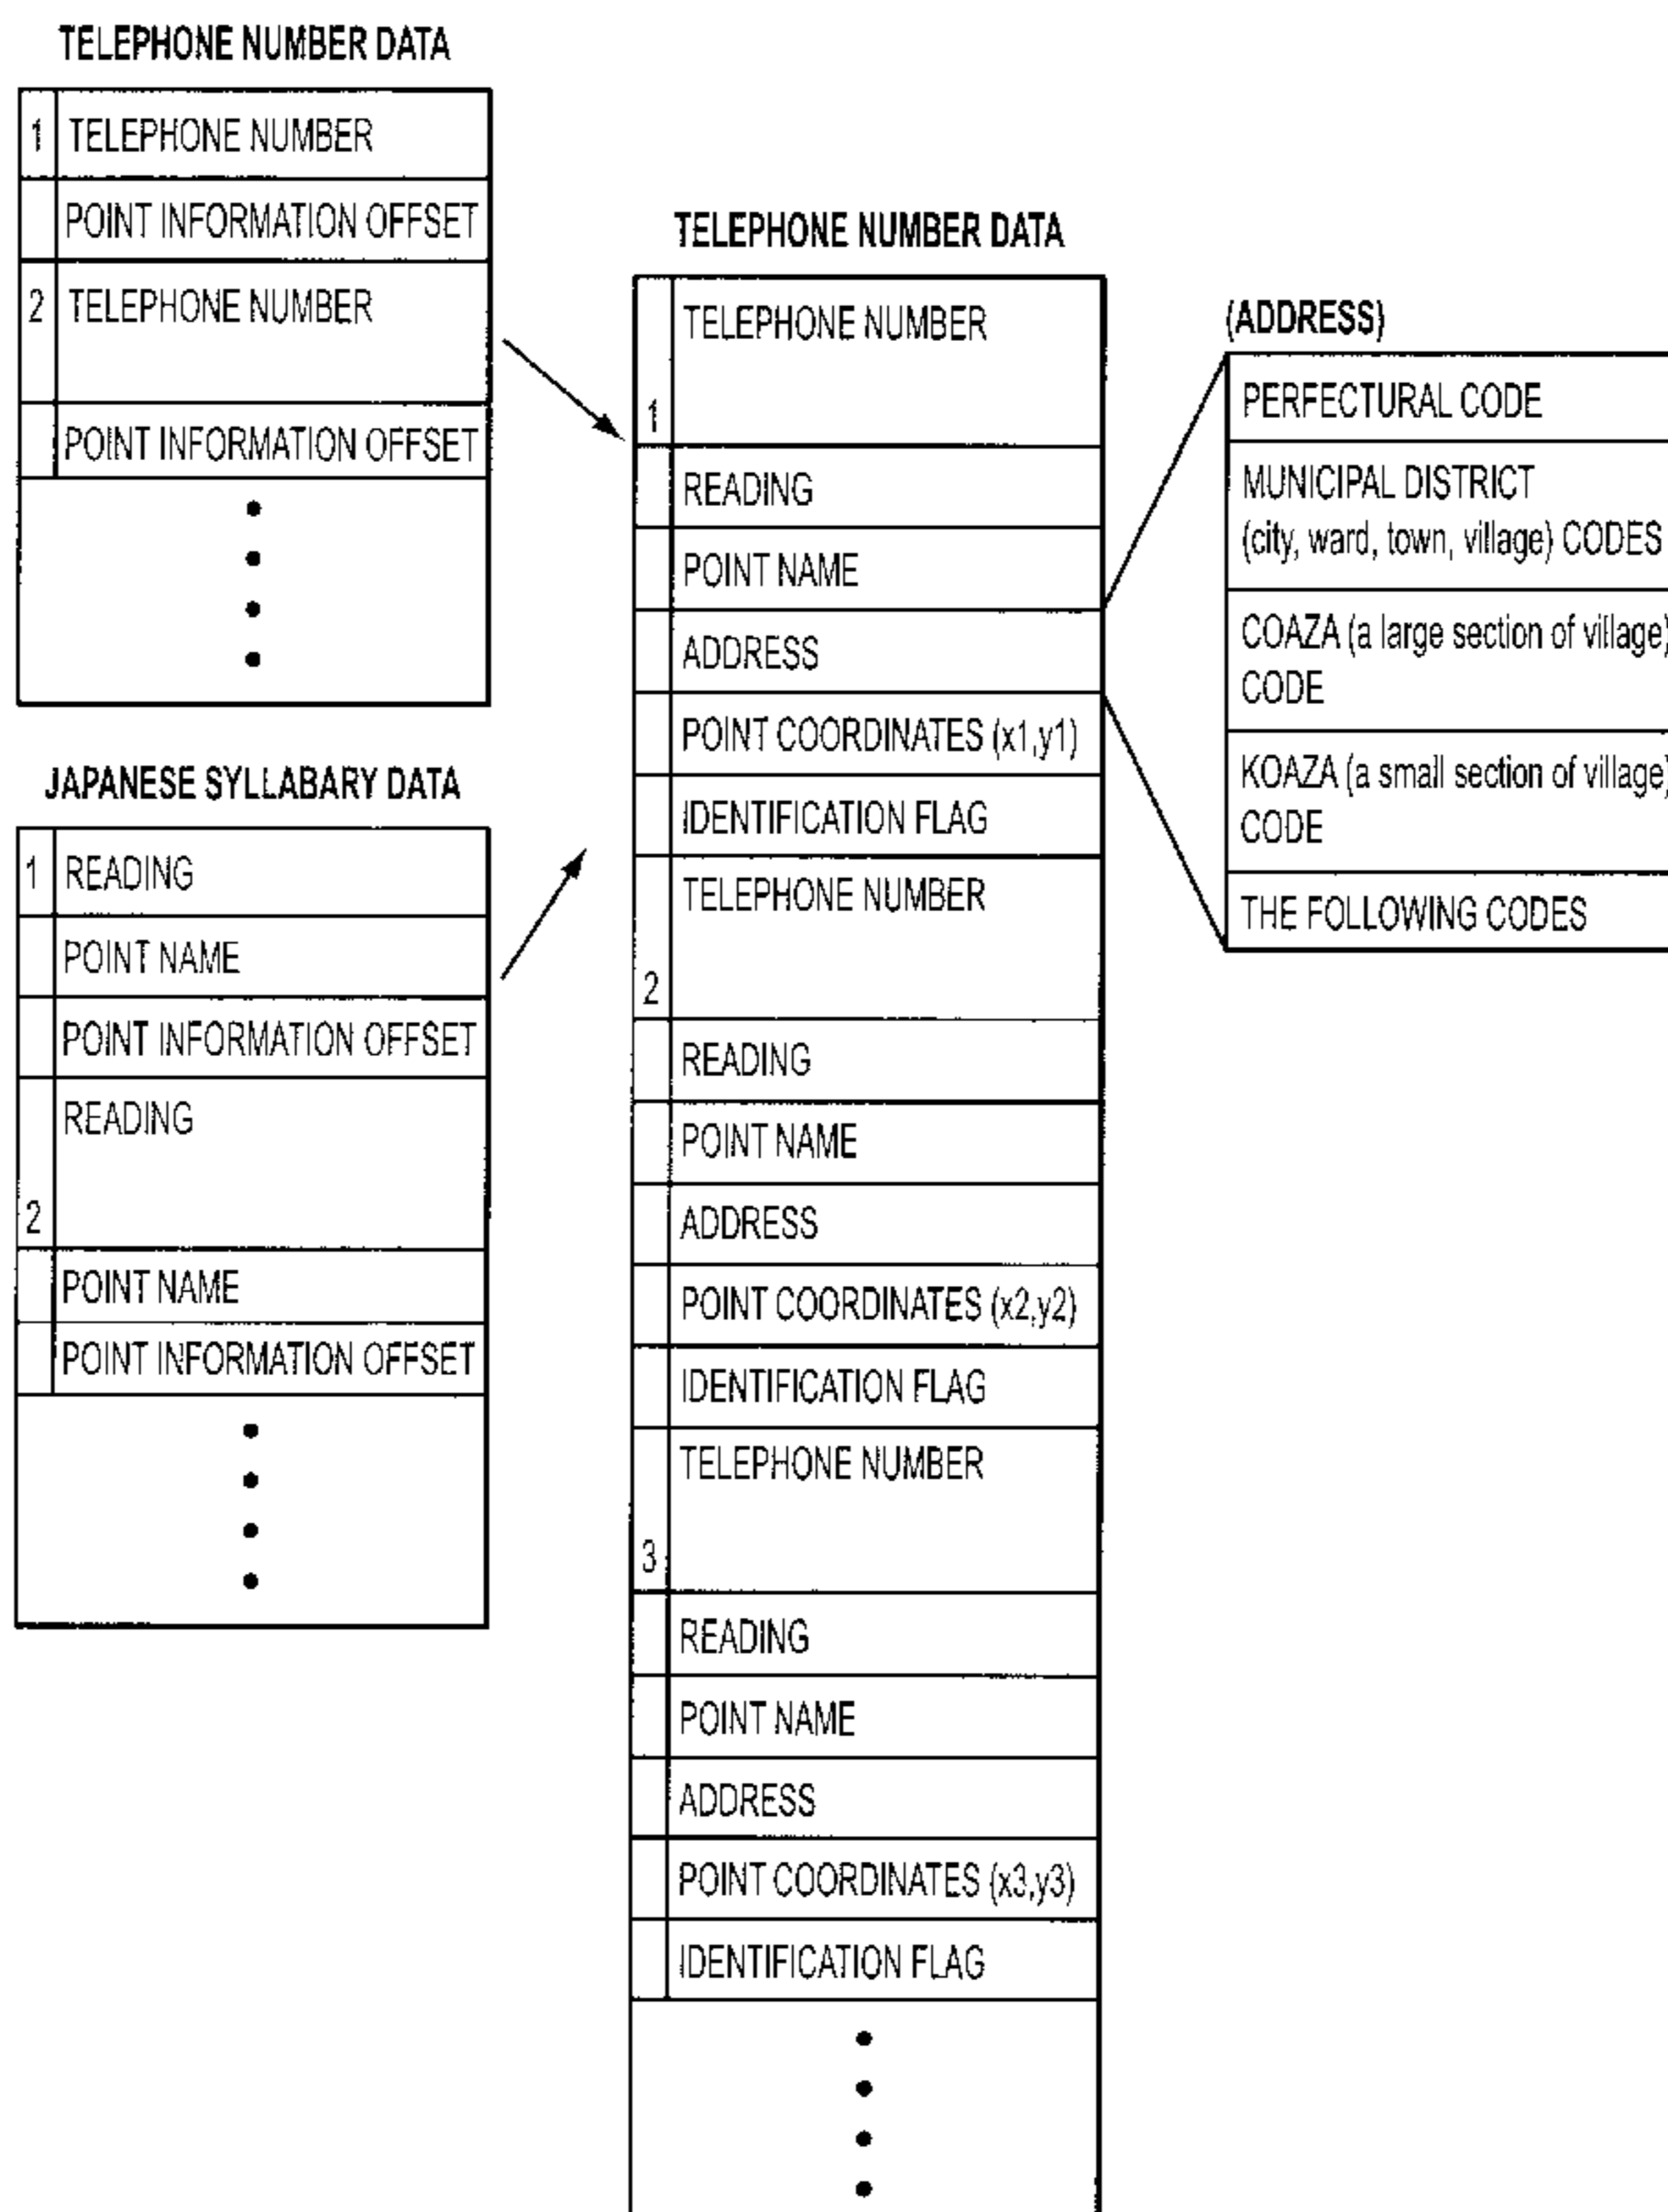 TELEPHONE NUMBER DATA
1 TELEPHONE NUMBER
POINT INFORMATION OFFSET
2 TELEPHONE NUMBER
POINT INFORMATION OFFSET
JAPANESE SYLLABARY DATA
1 READING
POINT NAME
POINT INFORMATION OFFSET
READING
2
POINT NAME
POINT INFORMATION OFFSET
TELEPHONE NUMBER DATA
TELEPHONE NUMBER
1
READING
POINT NAME
ADDRESS
POINT COORDINATES (x1,y1)
IDENTIFICATION FLAG
TELEPHONE NUMBER
2
READING
POINT NAME
ADDRESS
POINT COORDINATES (x2,y2)
IDENTIFICATION FLAG
TELEPHONE NUMBER
3
READING
POINT NAME
ADDRESS
POINT COORDINATES (x3,y3)
IDENTIFICATION FLAG
(ADDRESS)
PERFECTURAL CODE
MUNICIPAL DISTRICT
(city, ward, town, village) CODES
COAZA (a large section of village)
CODE
KOAZA (a small section of village)
CODE
THE FOLLOWING CODES